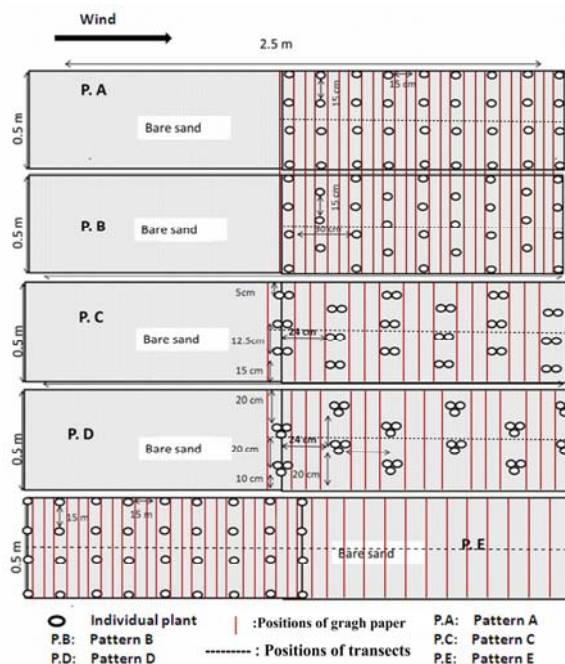 Wind
2.5 m
P. A
Bare sand
0.5 m
15 cm
15 cm
P. B
Bare sand
0.5 m
15 cm
30 cm
P. C
Bare sand
0.5 m
5cm
12.5cm
15 cm
24 cm
P. D
Bare sand
0.5 m
20 cm
20 cm
10 cm
24 cm
20 cm
15 m
15 m
0.5 m
Bare sand
P. E
Individual plant
:Positions of gragh paper
P.A: Pattern A
P.B: Pattern B
P.C: Pattern C
P.D: Pattern D
: Positions of transects
P.E: Pattern E